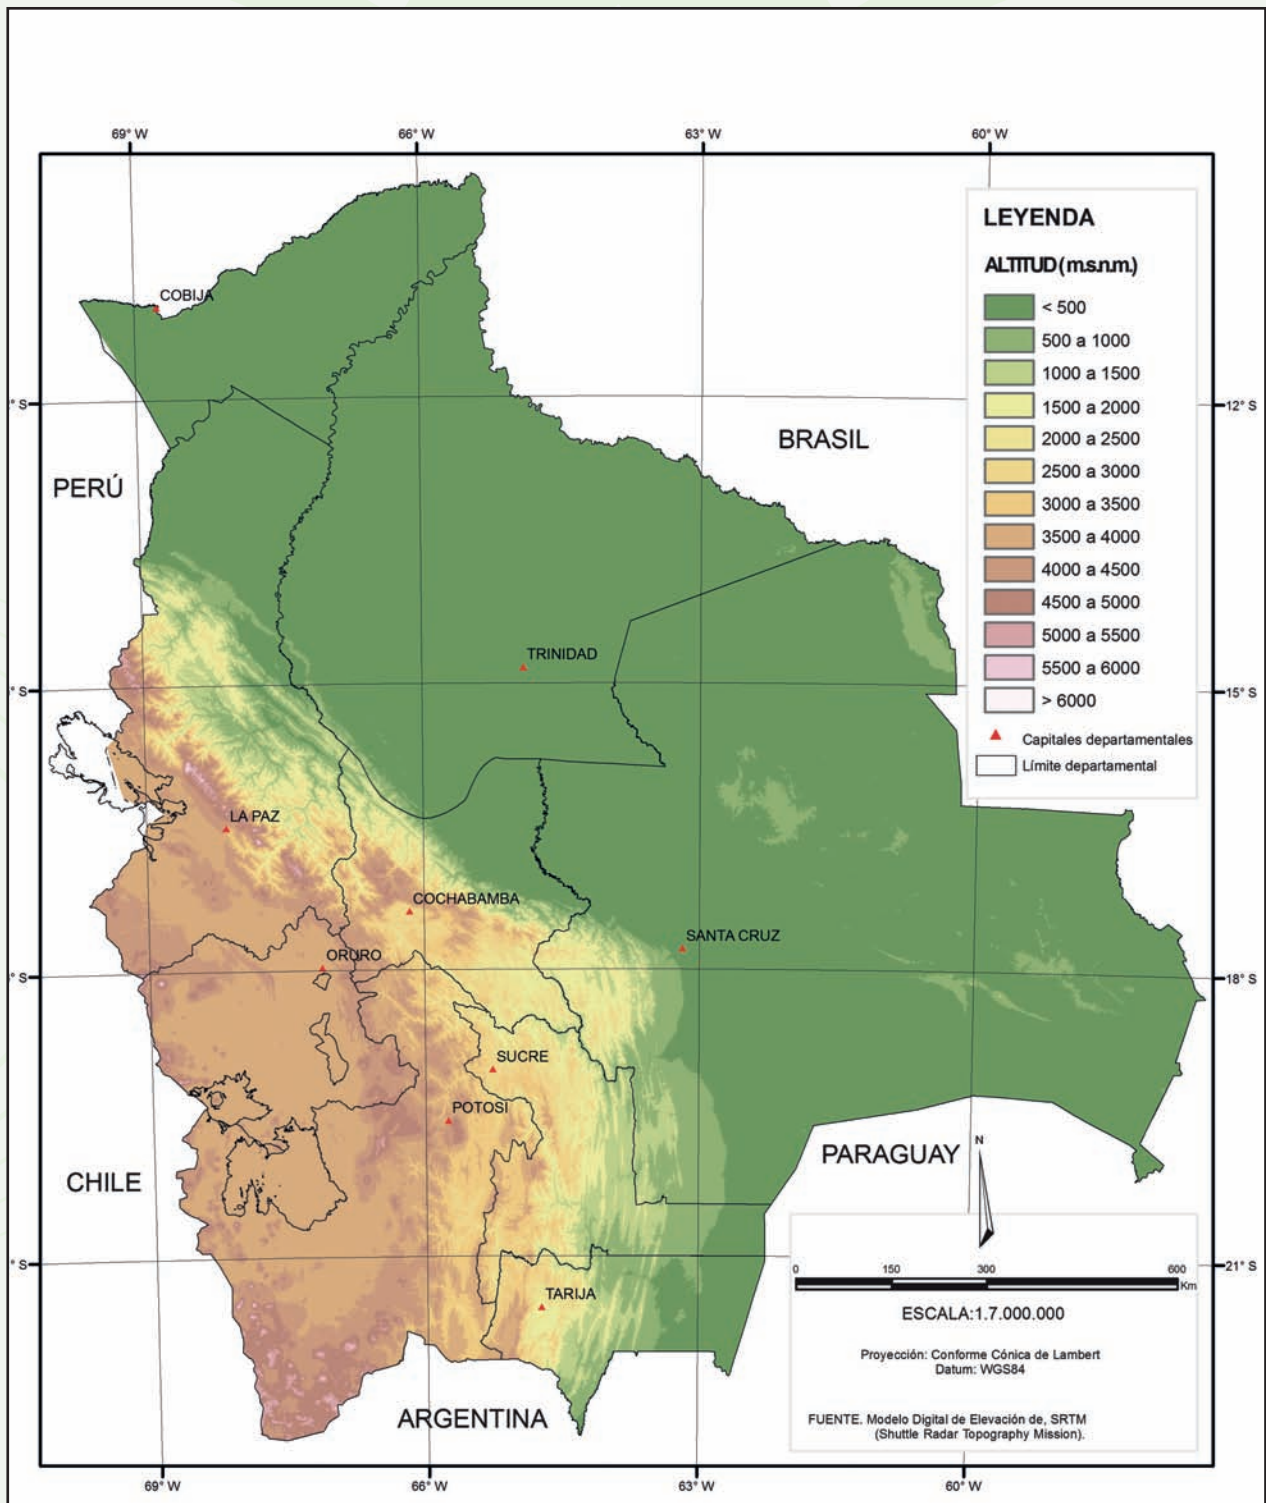 69° W
66° W
63° W
60° W
LEYENDA
ALTITUD ( m.s.n.m.)
< 500
500 a 1000
1000 a 1500
1500 a 2000
2000 a 2500
2500 a 3000
3000 a 3500
3500 a 4000
4000 a 4500
4500 a 5000
5000 a 5500
5500 a 6000
> 6000
Capitales departamentales
Límite departamental
COBIJA
° S
12° S
BRASIL
PERÚ
TRINIDAD
° S
15° S
LA PAZ
COCHABAMBA
SANTA CRUZ
ORURO
° S
18° S
SUCRE
POTOSÍ
PARAGUAY
N
CHILE
° S
21° S
0
150
300
600
Km
TARIJA
ESCALA:1.7.000.000
Proyección: Conforme Cónica de Lambert
Datum: WGS84
ARGENTINA
FUENTE. Modelo Digital de Elevación de, SRTM
(Shuttle Radar Topography Mission).
69° W
66° W
63° W
60° W